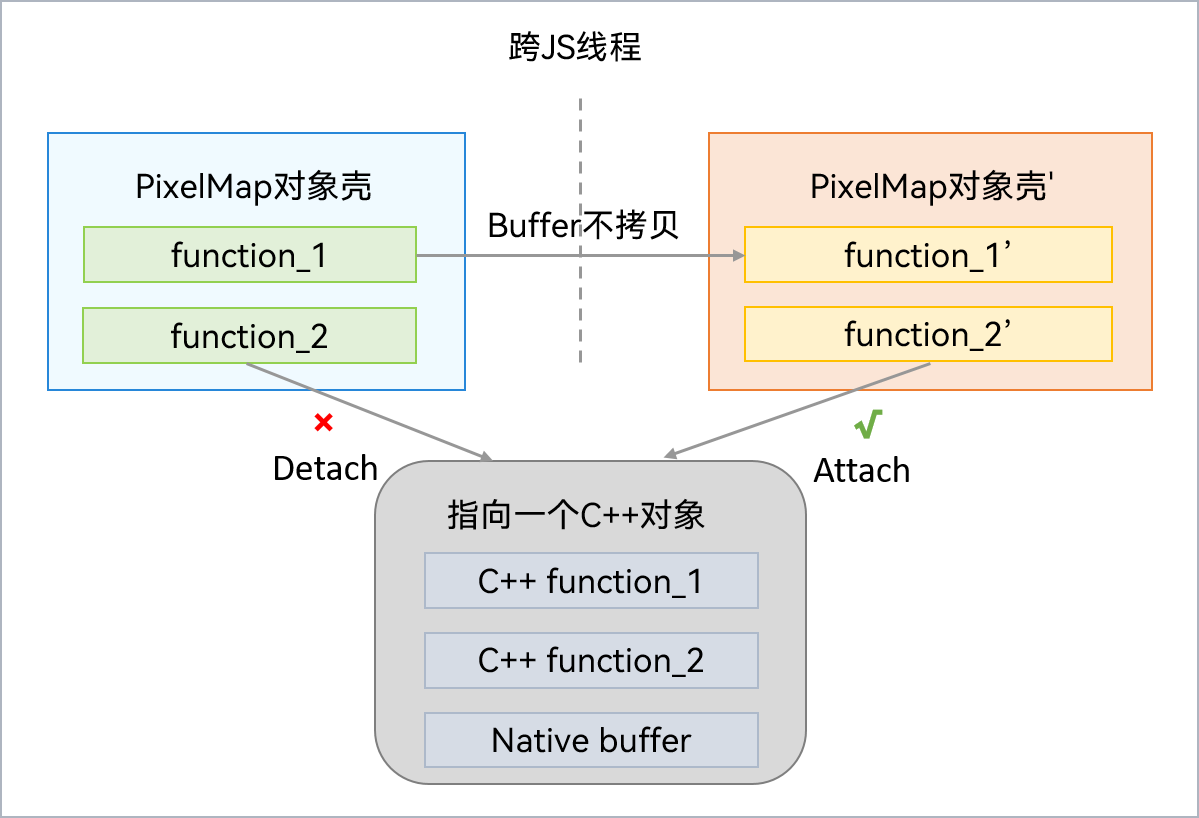 跨JS线程
PixelMap对象壳
function_1
function_2
Buffer不拷贝
PixelMap对象壳'
function_1’
function_2’
×
Detach
√
Attach
指向一个C++对象
C++ function_1
C++ function_2
Native buffer